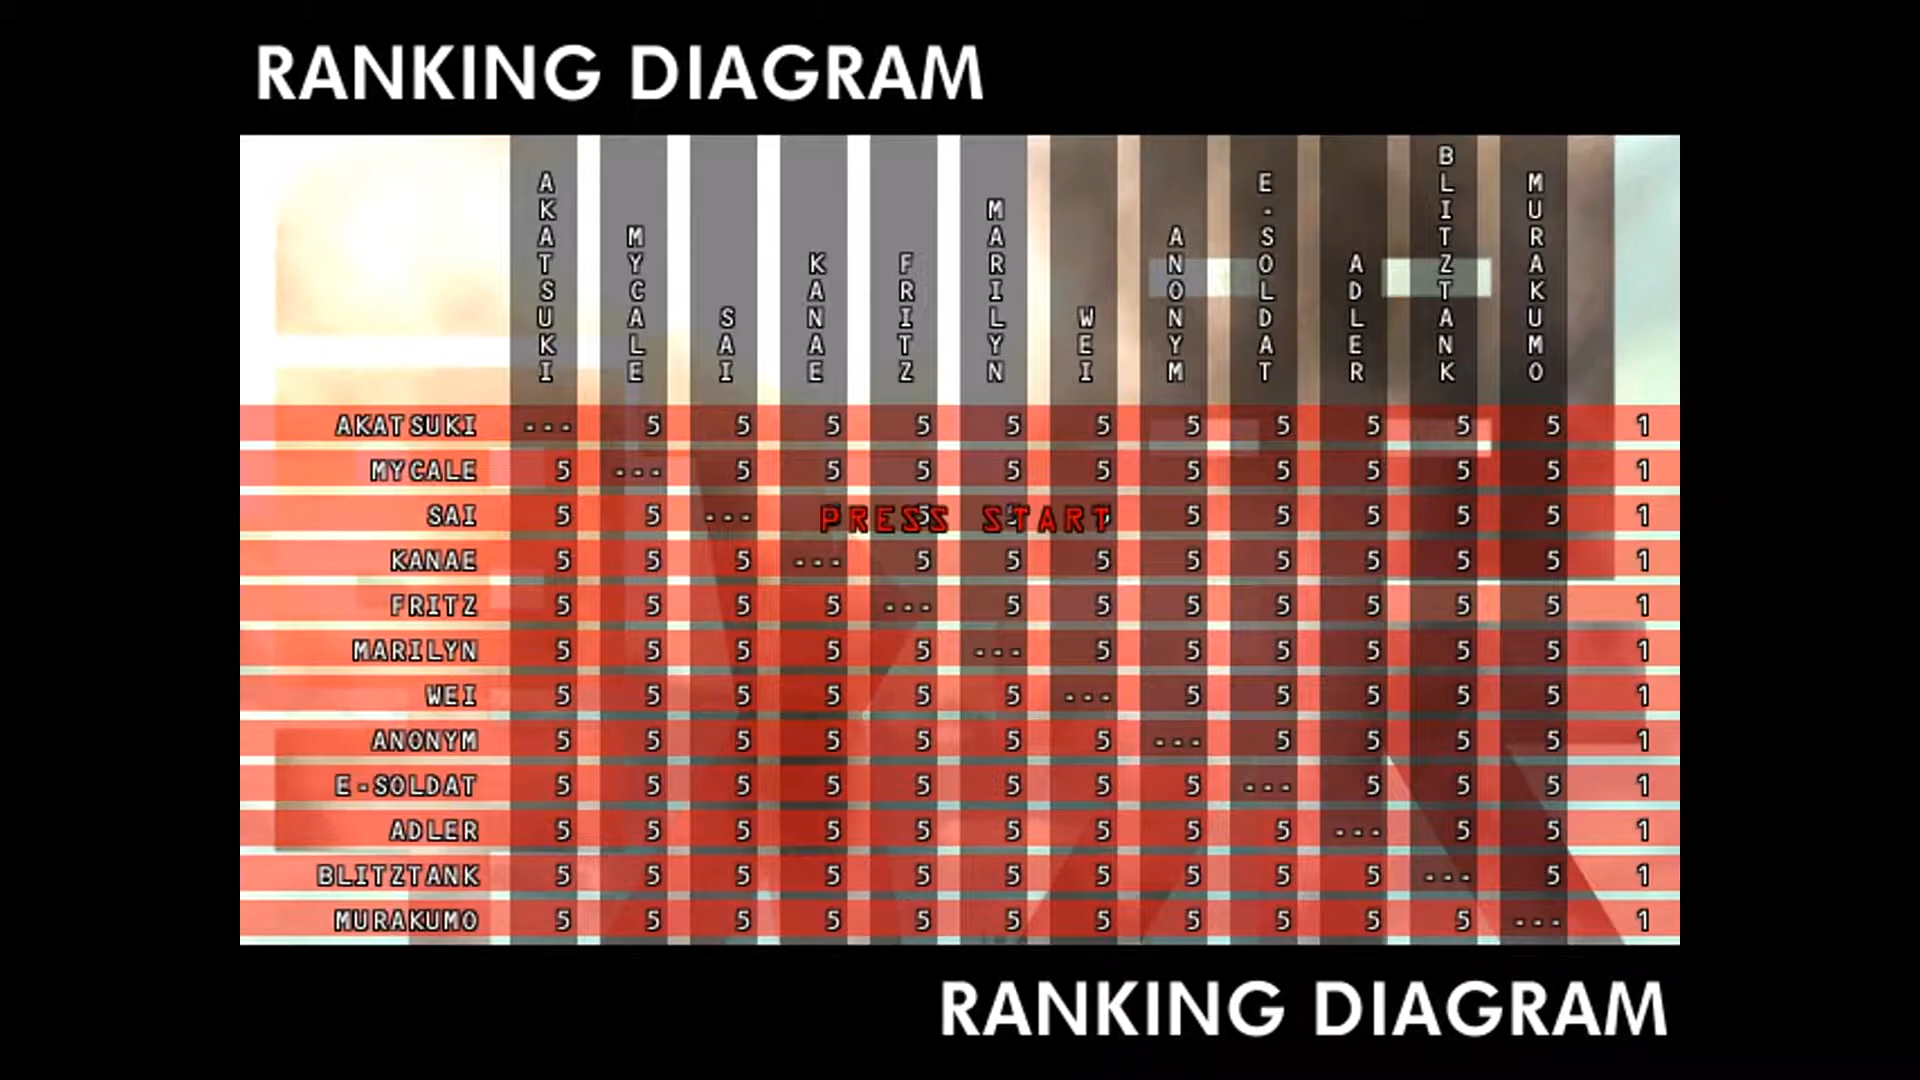 RANKING DIAGRAM
AKATSUKI MYCALE SAI KANAE FRITZ MARILYN WEI ANONYM E-SOLDAT ADLER BLITZTANK MURAKUMO
AKATSUKI --- 5 5 5 5 5 5 5 5 5 5 5 1
MYCALE 5 --- 5 5 5 5 5 5 5 5 5 5 1
SAI 5 5 --- 5 5 5 5 5 5 5 1
PRESS START
KANAE 5 5 5 --- 5 5 5 5 5 5 5 5 1
FRITZ 5 5 5 5 --- 5 5 5 5 5 5 5 1
MARILYN 5 5 5 5 5 --- 5 5 5 5 5 5 1
WEI 5 5 5 5 5 5 --- 5 5 5 5 5 1
ANONYM 5 5 5 5 5 5 5 --- 5 5 5 5 1
E-SOLDAT 5 5 5 5 5 5 5 5 --- 5 5 5 1
ADLER 5 5 5 5 5 5 5 5 5 --- 5 5 1
BLITZTANK 5 5 5 5 5 5 5 5 5 5 --- 5 1
MURAKUMO 5 5 5 5 5 5 5 5 5 5 5 --- 1
RANKING DIAGRAM